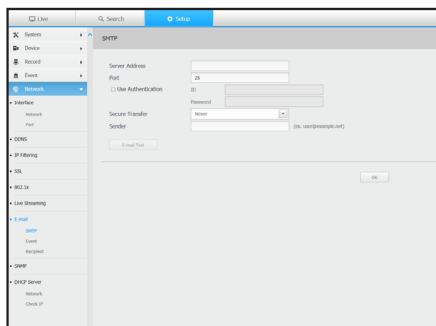 Live
Search
Setup
System
Device
Record
Event
Network
Interface
Network
Port
DDNS
IP Filtering
SSL
802.1x
Live Streaming
E-mail
SMTP
Event
Recipient
SNMP
DHCP Server
Network
Check IP
SMTP
Server Address
Port 25
Use Authentication ID
Password
Secure Transfer Never
Sender (ex. user@example.net)
E-mail Test
Ok